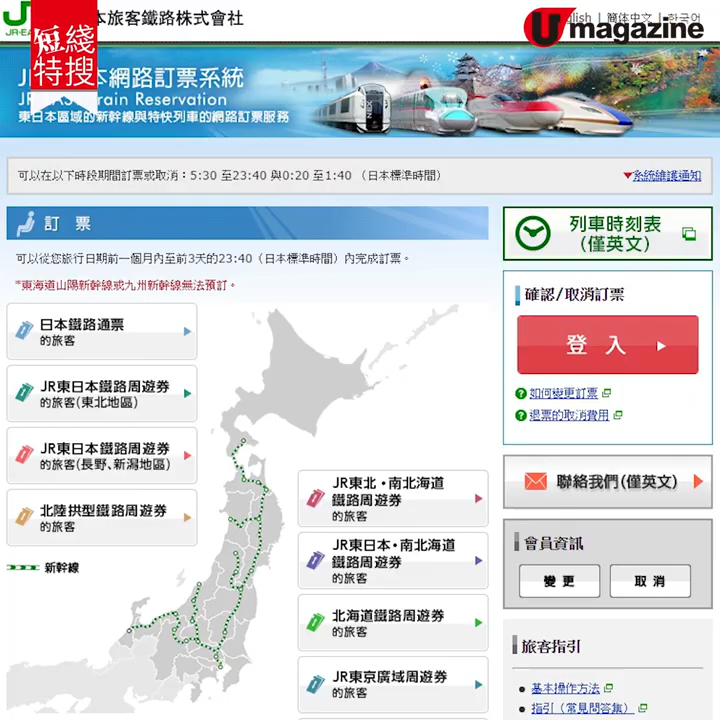 JR-EA
本旅客鐵路株式會社
English | 简体中文 | 한국어
短綫
特搜
U magazine
JR 本網路訂票系統
JR-EAST Train Reservation
東日本區域的新幹線與特快列車的網路訂票服務
可以在以下時段期間訂票或取消：5:30 至23:40 與0:20 至1:40 （日本標準時間）
▼系統維護通知
訂 票
列車時刻表
(僅英文)
可以從您旅行日期前一個月內至前3天的23:40（日本標準時間）內完成訂票。
*東海道山陽新幹線或九州新幹線無法預訂。
確認/取消訂票
登 入
如何變更訂票
退票的取消費用
日本鐵路通票
的旅客
JR東日本鐵路周遊券
的旅客(東北地區)
JR東日本鐵路周遊券
的旅客(長野、新潟地區)
北陸拱型鐵路周遊券
的旅客
新幹線
JR東北・南北海道
鐵路周遊券
的旅客
JR東日本・南北海道
鐵路周遊券
的旅客
北海道鐵路周遊券
的旅客
JR東京廣域周遊券
的旅客
聯絡我們(僅英文)
會員資訊
變 更
取 消
旅客指引
基本操作方法
指引（常見問答集）